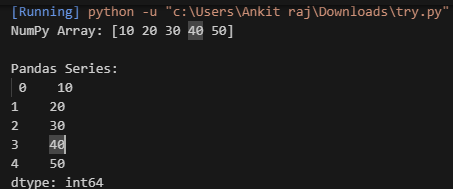 [Running] python -u "c:\Users\Ankit raj\Downloads\try.py"
NumPy Array: [10 20 30 40 50]
Pandas Series:
0    10
1    20
2    30
3    40
4    50
dtype: int64